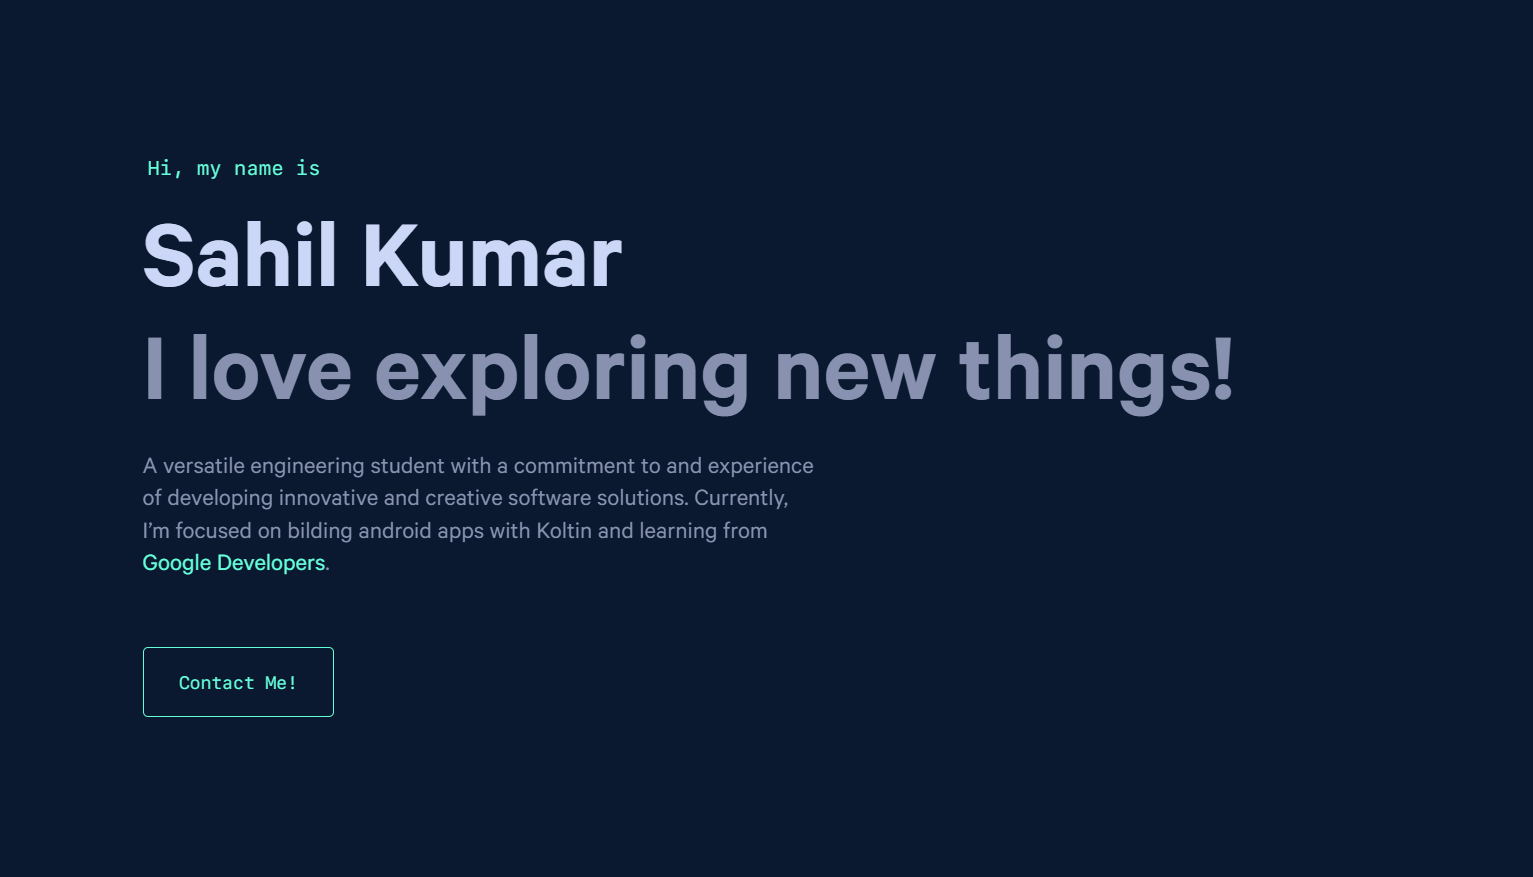 Hi, my name is
Sahil Kumar
I love exploring new things!
A versatile engineering student with a commitment to and experience
of developing innovative and creative software solutions. Currently,
I’m focused on bilding android apps with Koltin and learning from
Google Developers.
Contact Me!